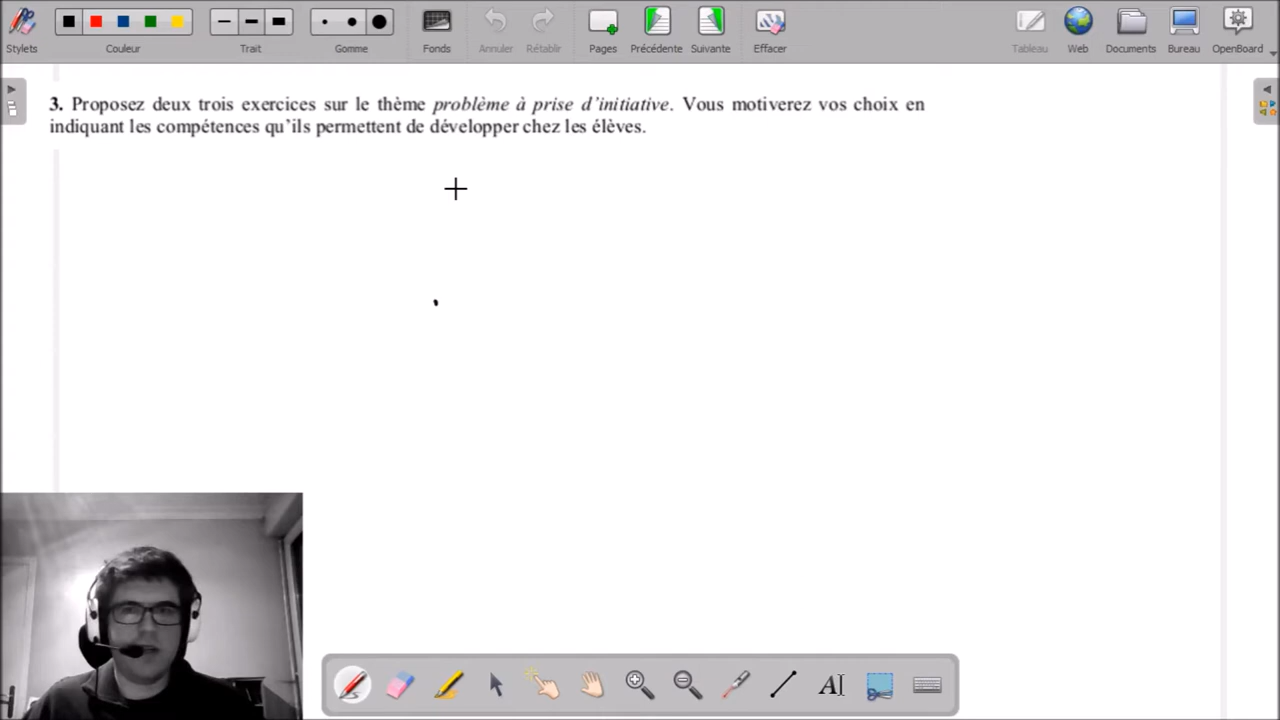 Stylets
Couleur
Trait
Gomme
Fonds
Annuler
Rétablir
Pages
Précédente
Suivante
Effacer
Tableau
Web
Documents
Bureau
OpenBoard
3. Proposez deux trois exercices sur le thème problème à prise d'initiative. Vous motiverez vos choix en
indiquant les compétences qu'ils permettent de développer chez les élèves.
AI